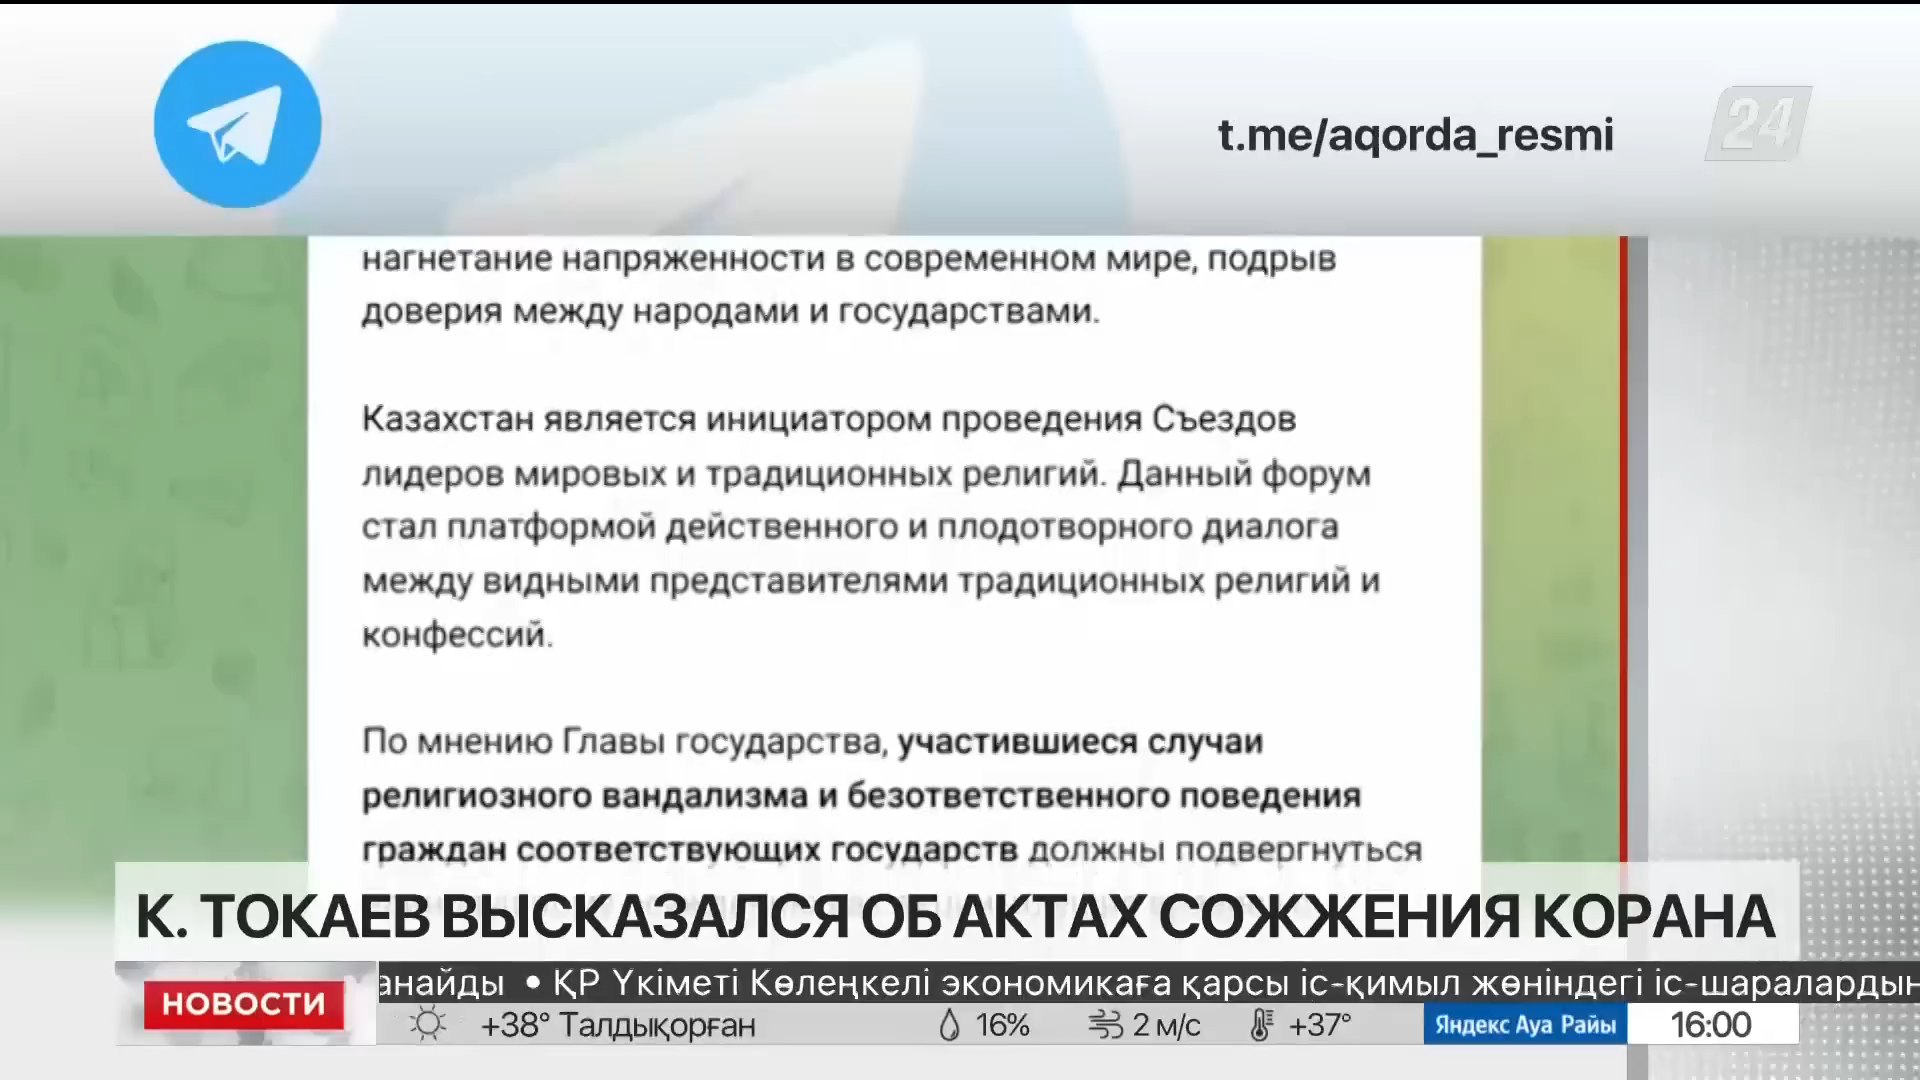 t.me/aqorda_resmi
24
нагнетание напряженности в современном мире, подрыв
доверия между народами и государствами.
Казахстан является инициатором проведения Съездов
лидеров мировых и традиционных религий. Данный форум
стал платформой действенного и плодотворного диалога
между видными представителями традиционных религий и
конфессий.
По мнению Главы государства, участившиеся случаи
религиозного вандализма и безответственного поведения
граждан соответствующих государств должны подвергнуться
К. ТОКАЕВ ВЫСКАЗАЛСЯ ОБ АКТАХ СОЖЖЕНИЯ КОРАНА
НОВОСТИ
анайды • ҚР Үкіметі Көлеңкелі экономикаға қарсы іс-қимыл жөніндегі іс-шаралардың
+38° Талдықорған 16% 2 м/с +37° Яндекс Ауа Райы 16:00